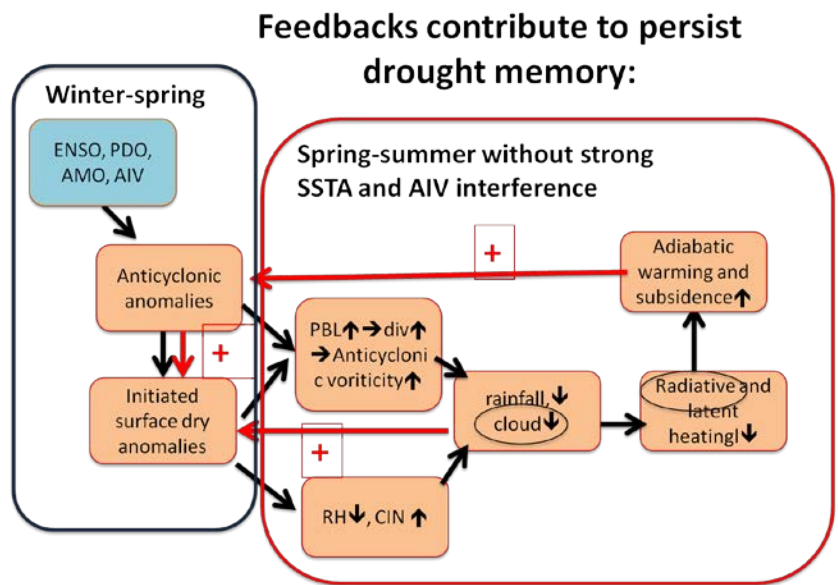 Feedbacks contribute to persist
drought memory:
Winter-spring
ENSO, PDO,
AMO, AIV
Spring-summer without strong
SSTA and AIV interference
+
Adiabatic
warming and
subsidence↑
Anticyclonic
anomalies
+
PBL↑ →div↑
→Anticycloni
c voriticity↑
Initiated
surface dry
anomalies
rainfall,↓
cloud↓
Radiative and
latent
heatingl↓
+
RH↓, CIN ↑